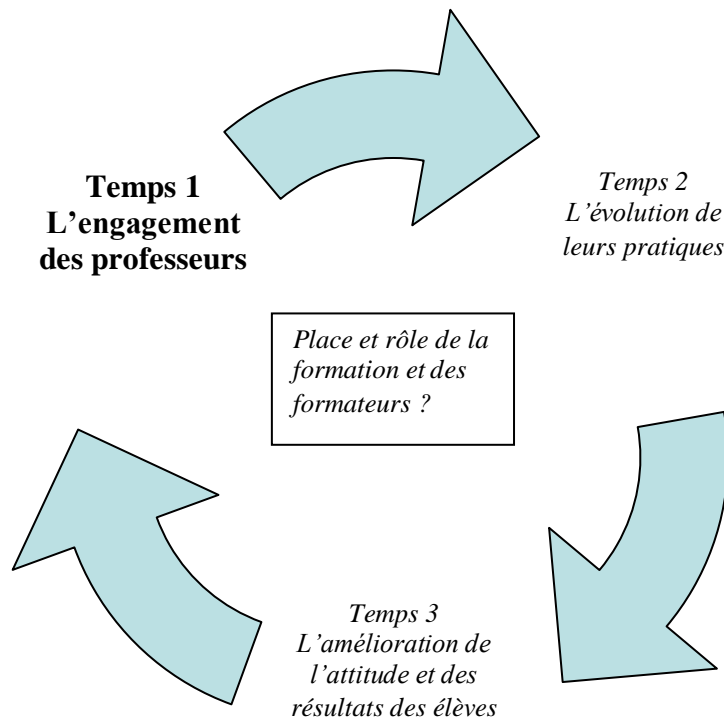 Temps 1
L’engagement
des professeurs
Temps 2
L’évolution de
leurs pratiques
Place et rôle de la
formation et des
formateurs ?
Temps 3
L’amélioration de
l’attitude et des
résultats des élèves